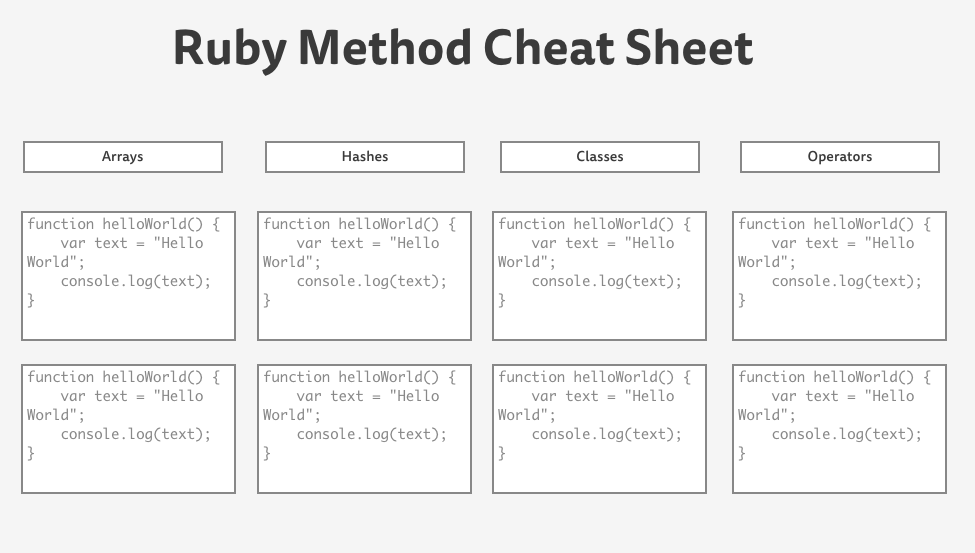 Ruby Method Cheat Sheet
Arrays
Hashes
Classes
Operators
function helloWorld() {
    var text = "Hello
World";
    console.log(text);
}
function helloWorld() {
    var text = "Hello
World";
    console.log(text);
}
function helloWorld() {
    var text = "Hello
World";
    console.log(text);
}
function helloWorld() {
    var text = "Hello
World";
    console.log(text);
}
function helloWorld() {
    var text = "Hello
World";
    console.log(text);
}
function helloWorld() {
    var text = "Hello
World";
    console.log(text);
}
function helloWorld() {
    var text = "Hello
World";
    console.log(text);
}
function helloWorld() {
    var text = "Hello
World";
    console.log(text);
}